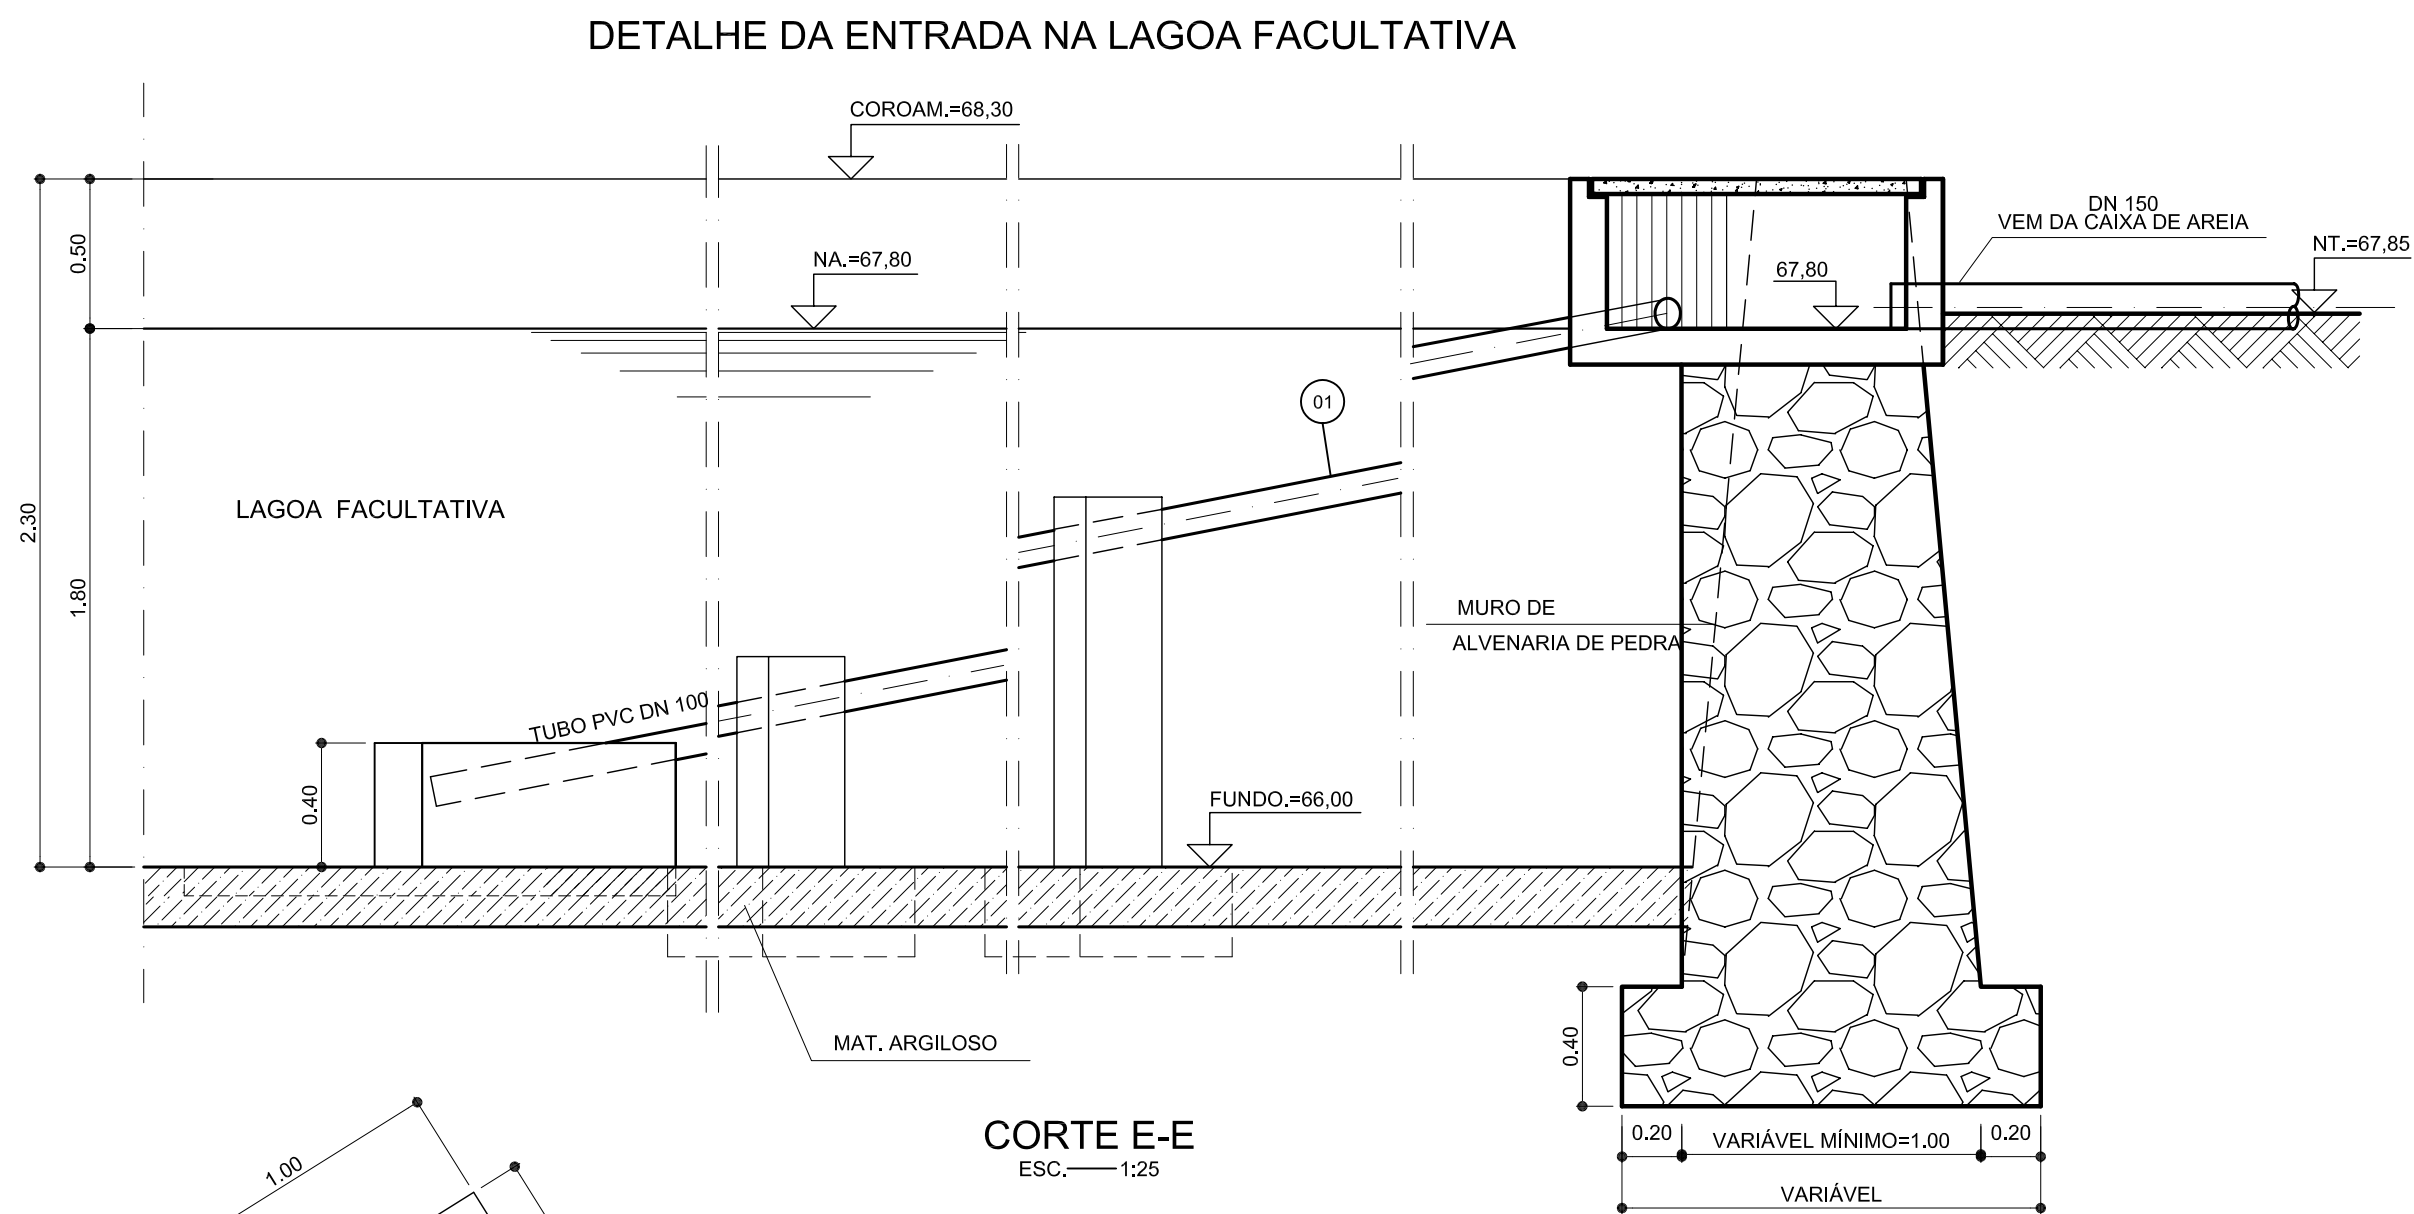 DETALHE DA ENTRADA NA LAGOA FACULTATIVA
COROAM.=68,30
DN 150
VEM DA CAIXA DE AREIA
NT.=67,85
0.50
NA.=67,80
67,80
01
2.30
LAGOA FACULTATIVA
1.80
MURO DE
ALVENARIA DE PEDRA
TUBO PVC DN 100
0.40
FUNDO.=66,00
MAT. ARGILOSO
0.40
CORTE E-E
ESC. 1:25
0.20
VARIÁVEL MÍNIMO=1.00
0.20
1.00
VARIÁVEL